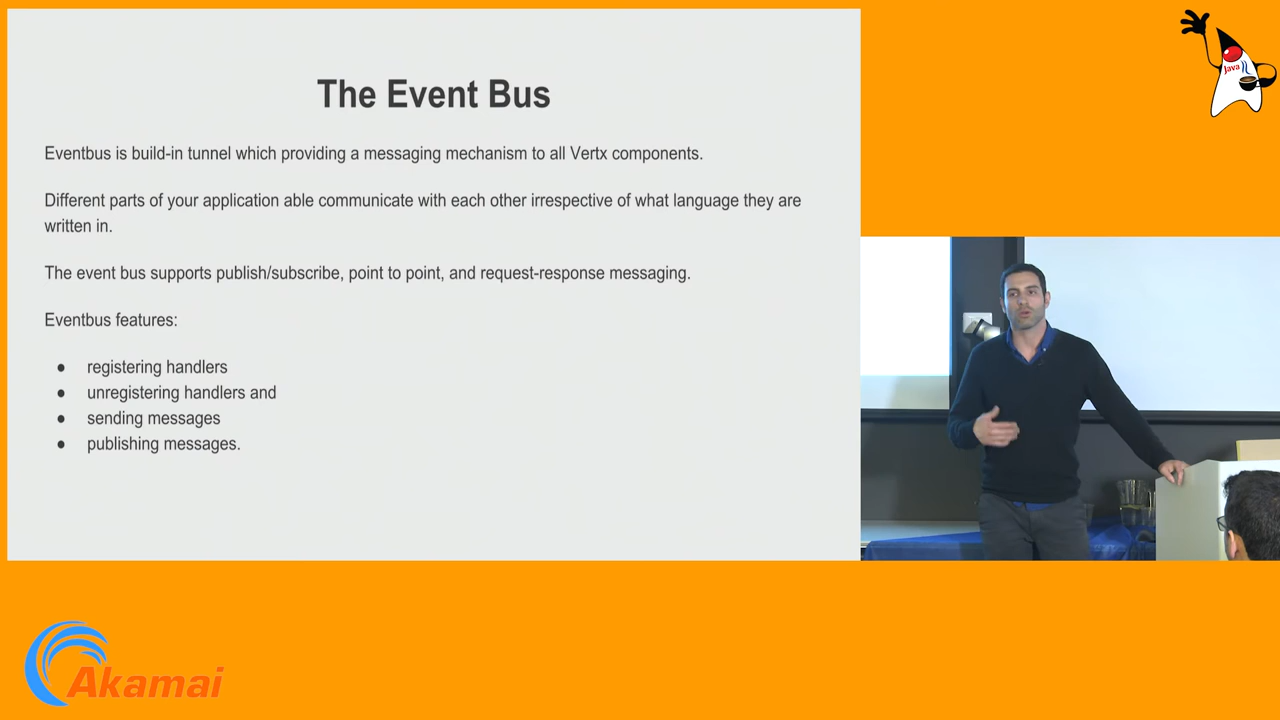 The Event Bus
Eventbus is build-in tunnel which providing a messaging mechanism to all Vertx components.
Different parts of your application able communicate with each other irrespective of what language they are
written in.
The event bus supports publish/subscribe, point to point, and request-response messaging.
Eventbus features:
● registering handlers
● unregistering handlers and
● sending messages
● publishing messages.
Java
Akamai